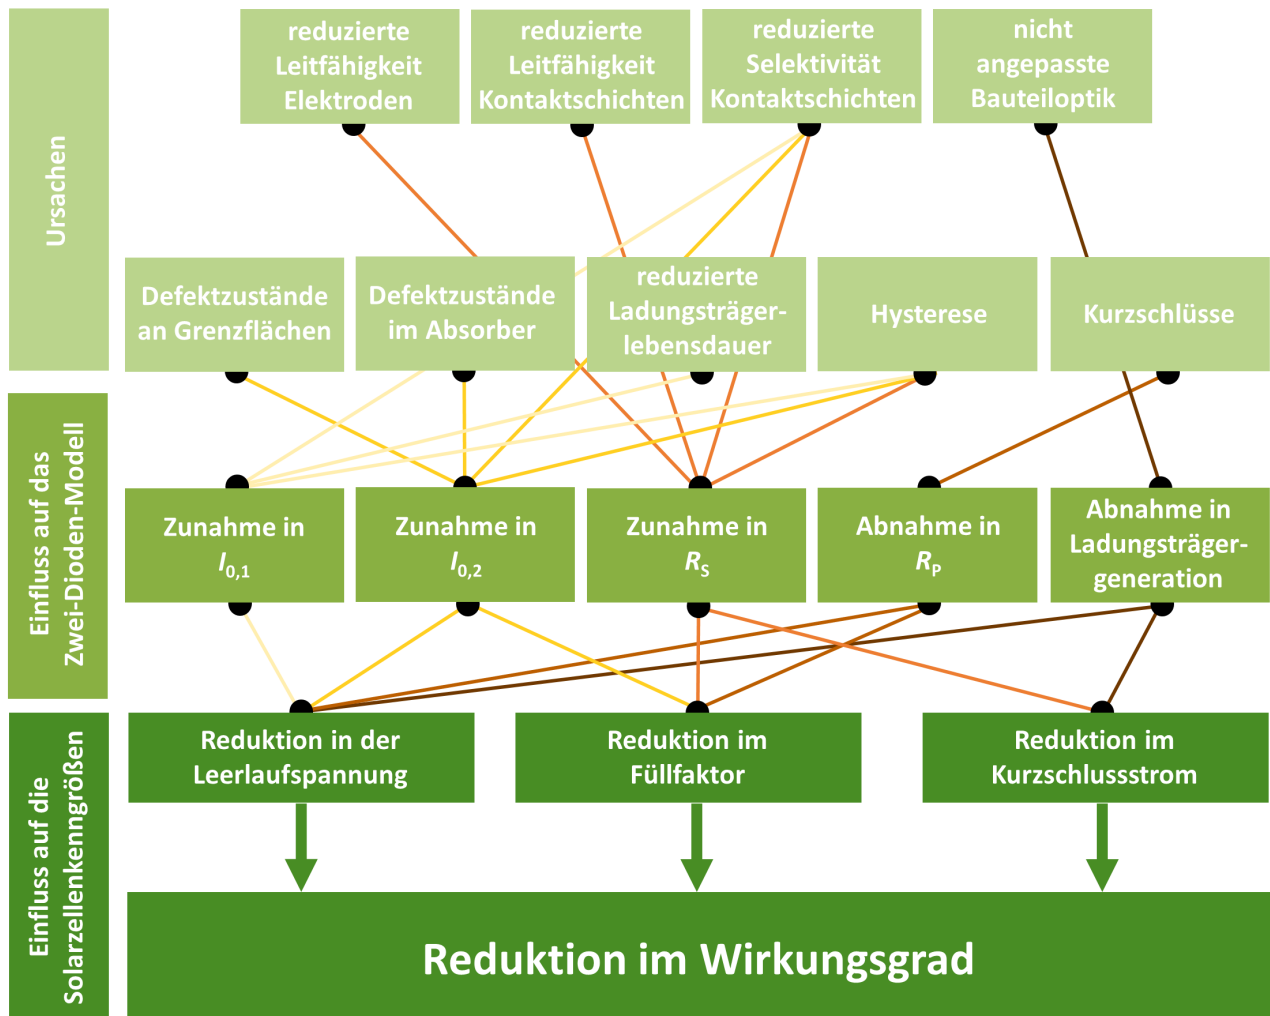 Ursachen
reduzierte
Leitfähigkeit
Elektroden
reduzierte
Leitfähigkeit
Kontaktschichten
reduzierte
Selektivität
Kontaktschichten
nicht
angepasste
Bauteiloptik
Defektzustände
an Grenzflächen
Defektzustände
im Absorber
reduzierte
Ladungsträger-
lebensdauer
Hysterese
Kurzschlüsse
Einfluss auf das
Zwei-Dioden-Modell
Zunahme in
I0,1
Zunahme in
I0,2
Zunahme in
RS
Abnahme in
RP
Abnahme in
Ladungsträger-
generation
Einfluss auf die
Solarzellenkenngrößen
Reduktion in der
Leerlaufspannung
Reduktion im
Füllfaktor
Reduktion im
Kurzschlussstrom
Reduktion im Wirkungsgrad